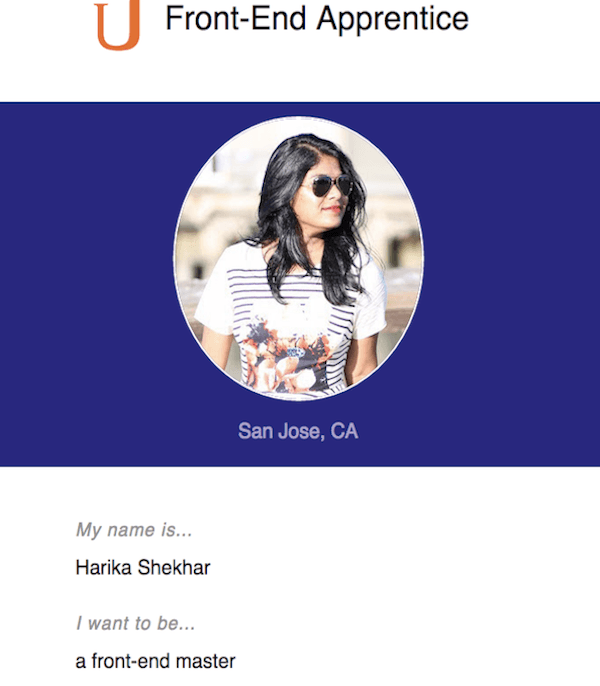 U Front-End Apprentice
San Jose, CA
My name is...
Harika Shekhar
I want to be...
a front-end master